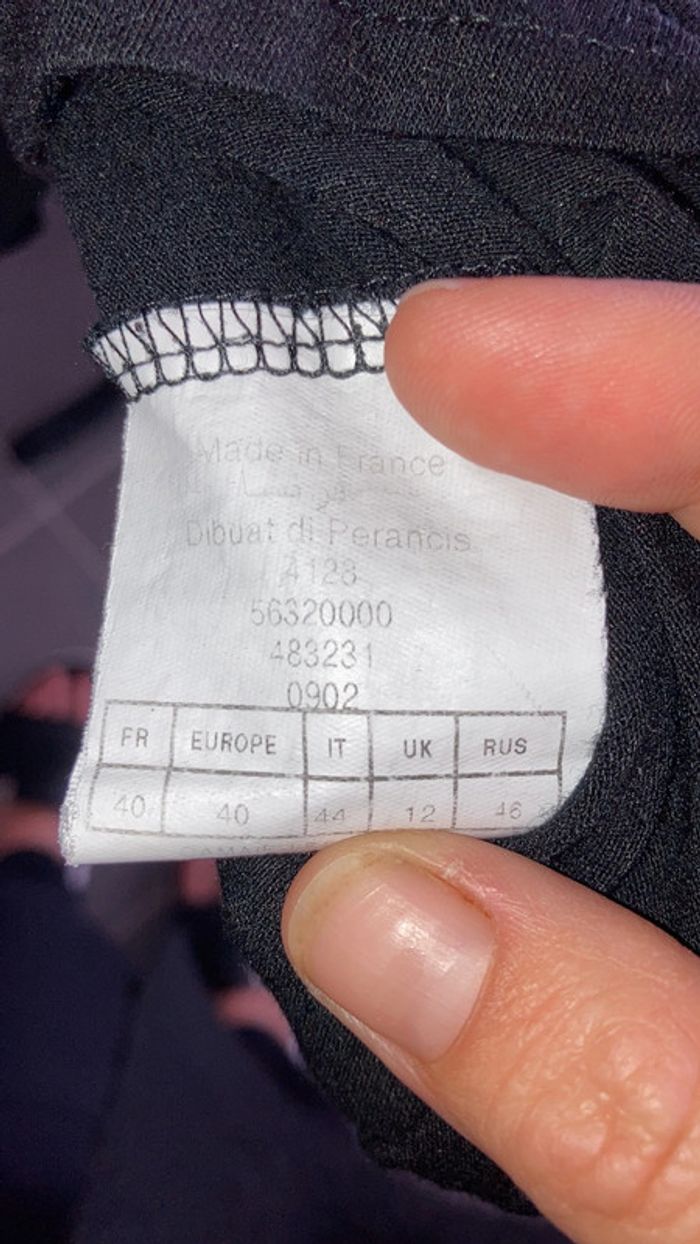 Made in France
Dibuat di Perancis
4128
56320000
483231
0902
FR EUROPE IT UK RUS
40 40 44 12 46